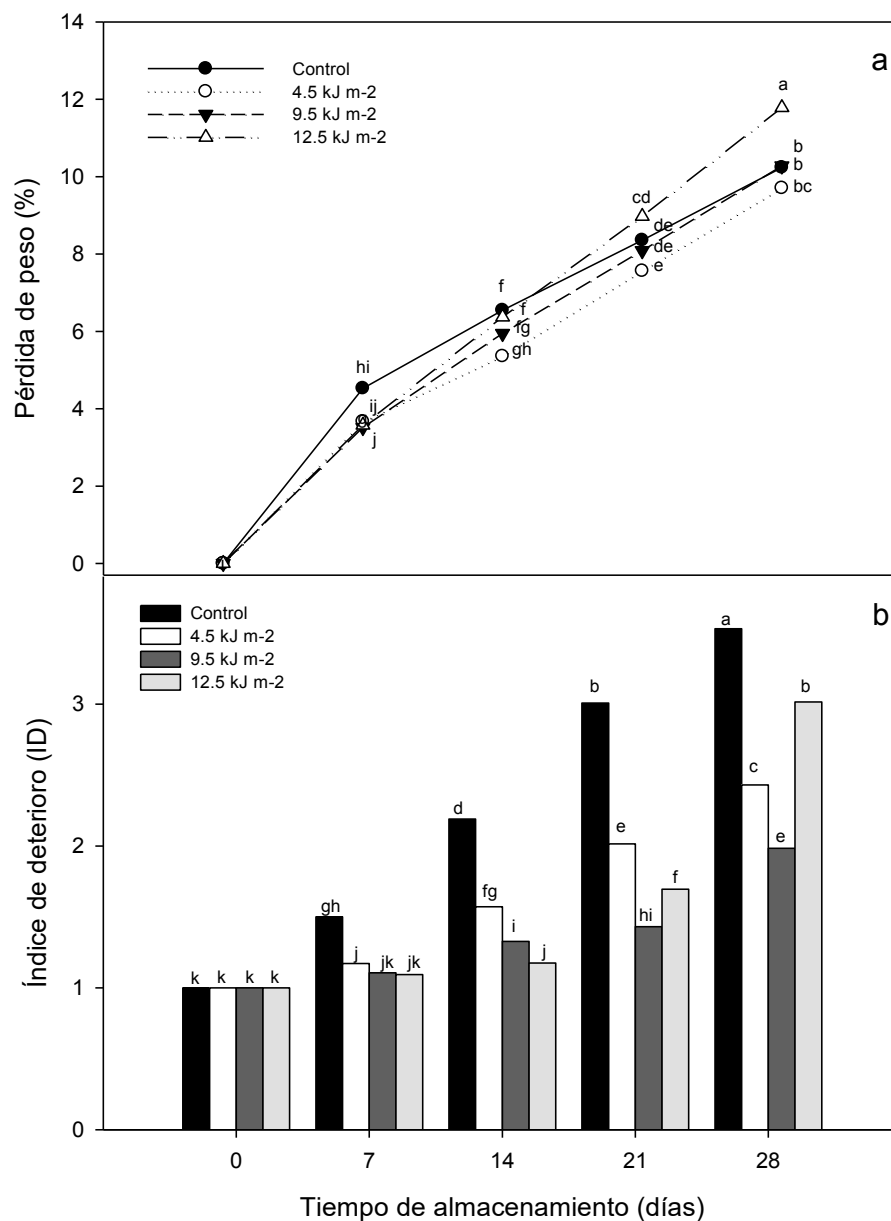 14
a
Control
4.5 kJ m-2
9.5 kJ m-2
12.5 kJ m-2
12
a
b
b
bc
10
cd
de
de
e
8
f
f
fg
gh
6
hi
ij
j
4
2
0
Pérdida de peso (%)
b
Control
4.5 kJ m-2
9.5 kJ m-2
12.5 kJ m-2
3
2
1
0
Índice de deterioro (ID)
k k k k
gh j jk jk
d fg i j
b e hi f
a c e b
0 7 14 21 28
Tiempo de almacenamiento (días)